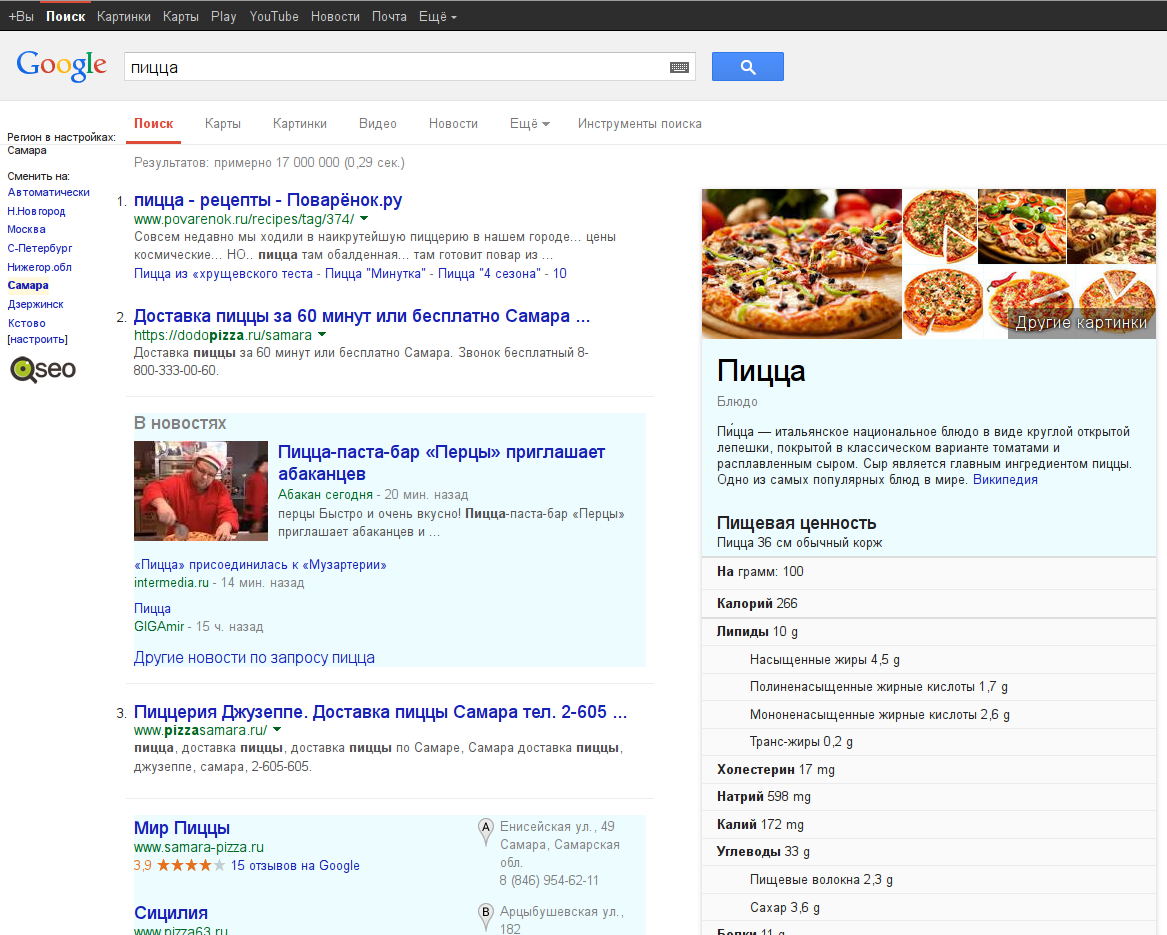 +Вы Поиск Картинки Карты Play YouTube Новости Почта Ещё
Google
пицца
Поиск Карты Картинки Видео Новости Ещё Инструменты поиска
Результатов: примерно 17 000 000 (0,29 сек.)
Регион в настройках:
Самара
Сменить на:
Автоматически
Н.Новгород
Москва
С-Петербург
Нижегор.обл
Самара
Дзержинск
Кстово
[настроить]
seo
1. пицца - рецепты - Поварёнок.ру
www.povarenok.ru/recipes/tag/374/
Совсем недавно мы ходили в наикрутейшую пиццерию в нашем городе... цены
космические... НО.. пицца там обалденная... там готовит повар из ...
Пицца из «хрущевского теста - Пицца "Минутка" - Пицца "4 сезона" - 10
2. Доставка пиццы за 60 минут или бесплатно Самара ...
https://dodopizza.ru/samara
Доставка пиццы за 60 минут или бесплатно Самара. Звонок бесплатный 8-
800-333-00-60.
В новостях
Пицца-паста-бар «Перцы» приглашает
абаканцев
Абакан сегодня - 20 мин. назад
перцы Быстро и очень вкусно! Пицца-паста-бар «Перцы»
приглашает абаканцев и ...
«Пицца» присоединилась к «Музартерии»
intermedia.ru - 14 мин. назад
Пицца
GIGAmir - 15 ч. назад
Другие новости по запросу пицца
3. Пиццерия Джузеппе. Доставка пиццы Самара тел. 2-605 ...
www.pizzasamara.ru/
пицца, доставка пиццы, доставка пиццы по Самаре, Самара доставка пиццы,
джузеппе, самара, 2-605-605.
Мир Пиццы
www.samara-pizza.ru
3,9 15 отзывов на Google
A Енисейская ул., 49
Самара, Самарская
обл.
8 (846) 954-62-11
Сицилия
www.pizza63.ru
B Арцыбушевская ул.,
182
Другие картинки
Пицца
Блюдо
Пи́цца — итальянское национальное блюдо в виде круглой открытой
лепешки, покрытой в классическом варианте томатами и
расплавленным сыром. Сыр является главным ингредиентом пиццы.
Одно из самых популярных блюд в мире. Википедия
Пищевая ценность
Пицца 36 см обычный корж
На грамм: 100
Калорий 266
Липиды 10 g
Насыщенные жиры 4,5 g
Полиненасыщенные жирные кислоты 1,7 g
Мононенасыщенные жирные кислоты 2,6 g
Транс-жиры 0,2 g
Холестерин 17 mg
Натрий 598 mg
Калий 172 mg
Углеводы 33 g
Пищевые волокна 2,3 g
Сахар 3,6 g
Белки 11 g